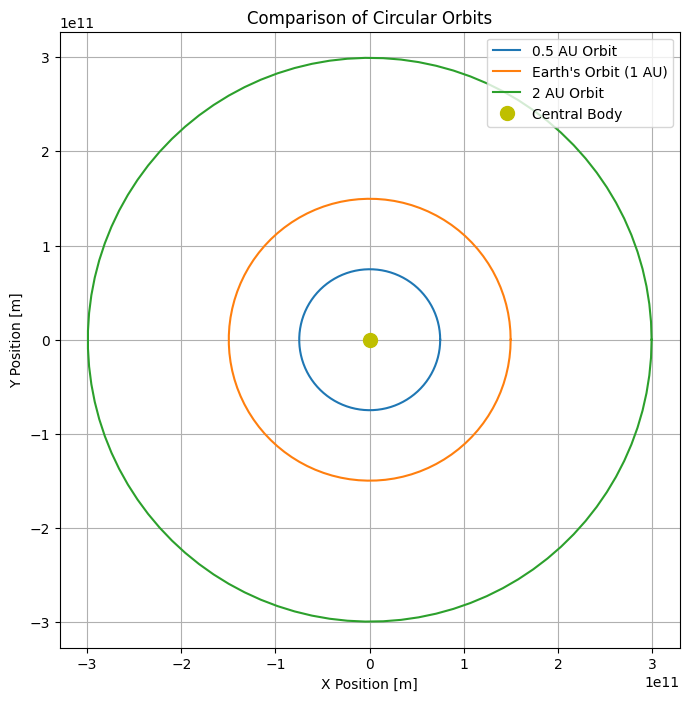 Comparison of Circular Orbits
1e11
0.5 AU Orbit
Earth's Orbit (1 AU)
2 AU Orbit
Central Body
3
2
1
0
−1
−2
−3
Y Position [m]
−3 −2 −1 0 1 2 3
1e11
X Position [m]